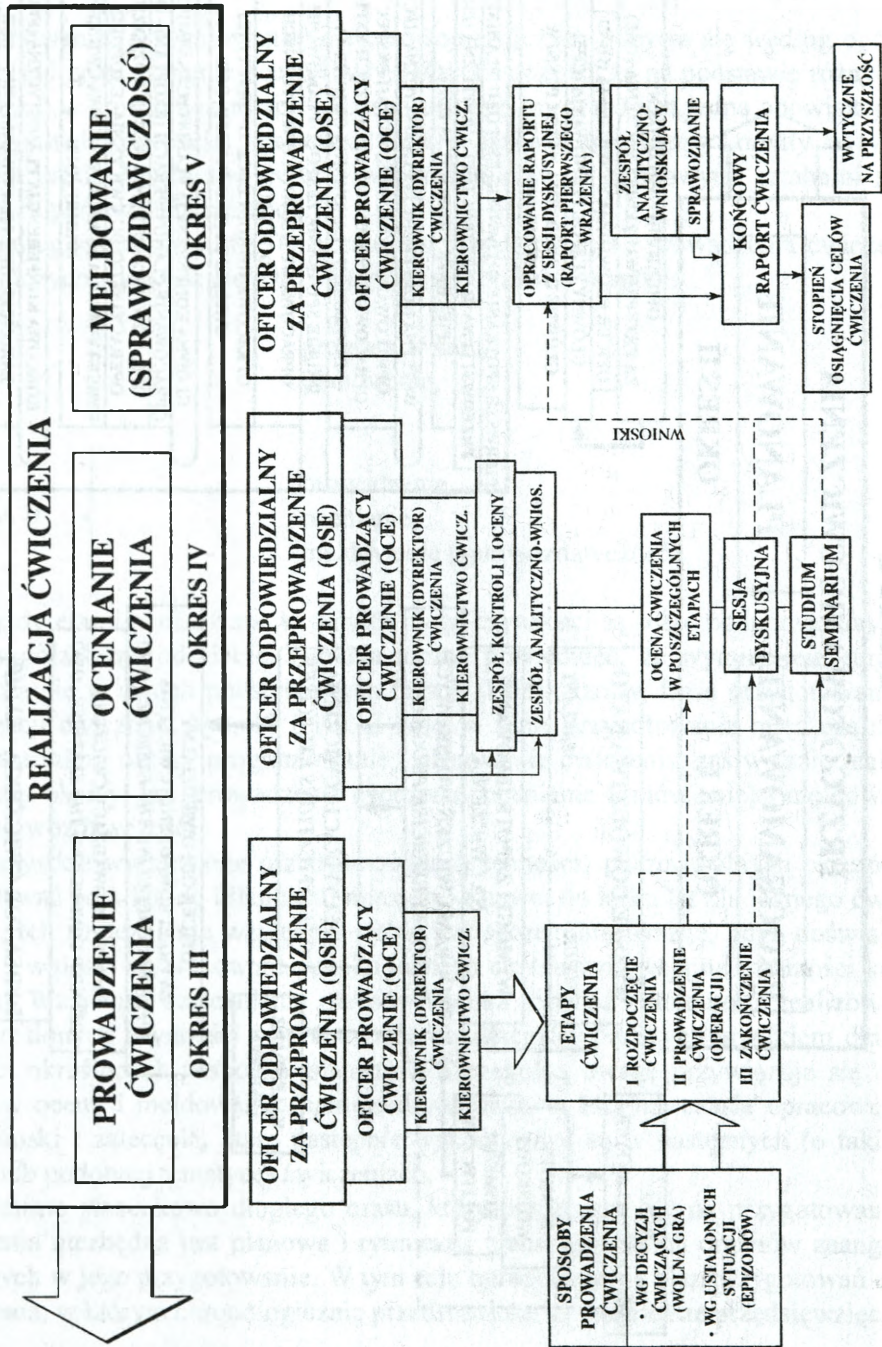 REALIZACJA ĆWICZENIA
PROWADZENIE
ĆWICZENIA
OKRES III
OCENIANIE
ĆWICZENIA
OKRES IV
MELDOWANIE
(SPRAWOZDAWCZOŚĆ)
OKRES V
OFICER ODPOWIEDZIALNY
ZA PRZEPROWADZENIE
ĆWICZENIA (OSE)
OFICER PROWADZĄCY
ĆWICZENIE (OCE)
KIEROWNIK (DYREKTOR)
ĆWICZENIA
KIEROWNICTWO ĆWICZ.
ETAPY
ĆWICZENIA
I ROZPOCZĘCIE
ĆWICZENIA
II PROWADZENIE
ĆWICZENIA
(OPERACJI)
III ZAKOŃCZENIE
ĆWICZENIA
SPOSOBY
PROWADZENIA
ĆWICZENIA
• WG DECYZJI
ĆWICZĄCYCH
(WOLNA GRA)
• WG USTALONYCH
SYTUACJI
(EPIZODÓW)
OFICER ODPOWIEDZIALNY
ZA PRZEPROWADZENIE
ĆWICZENIA (OSE)
OFICER PROWAZĄCY
ĆWICZENIE (OCE)
KIEROWNIK (DYREKTOR)
ĆWICZENIA
KIEROWNICTWO ĆWICZ.
ZESPÓŁ KONTROLI I OCENY
ZESPÓŁ ANALITYCZNO-WNIOS.
OCENA ĆWICZENIA
W POSZCZEGÓLNYCH
ETAPACH
SESJA
DYSKUSYJNA
STUDIUM
SEMINARIUM
WNIOSKI
OFICER ODPOWIEDZIALNY
ZA PRZEPROWADZENIE
ĆWICZENIA (OSE)
OFICER PROWADZĄCY
ĆWICZENIE (OCE)
KIEROWNIK (DYREKTOR)
ĆWICZENIA
KIEROWNICTWO ĆWICZ.
OPRACOWANIE RAPORTU
Z SESJI DYSKUSYJNEJ
(RAPORT PIERWSZEGO
WRAŻENIA)
ZESPÓŁ
ANALITYCZNO-
WNIOSKUJĄCY
SPRAWOZDANIE
KOŃCOWY
RAPORT ĆWICZENIA
STOPIEŃ
OSIĄGNIĘCIA CELÓW
ĆWICZENIA
WYTYCZNE
NA PRZYSZŁOŚĆ